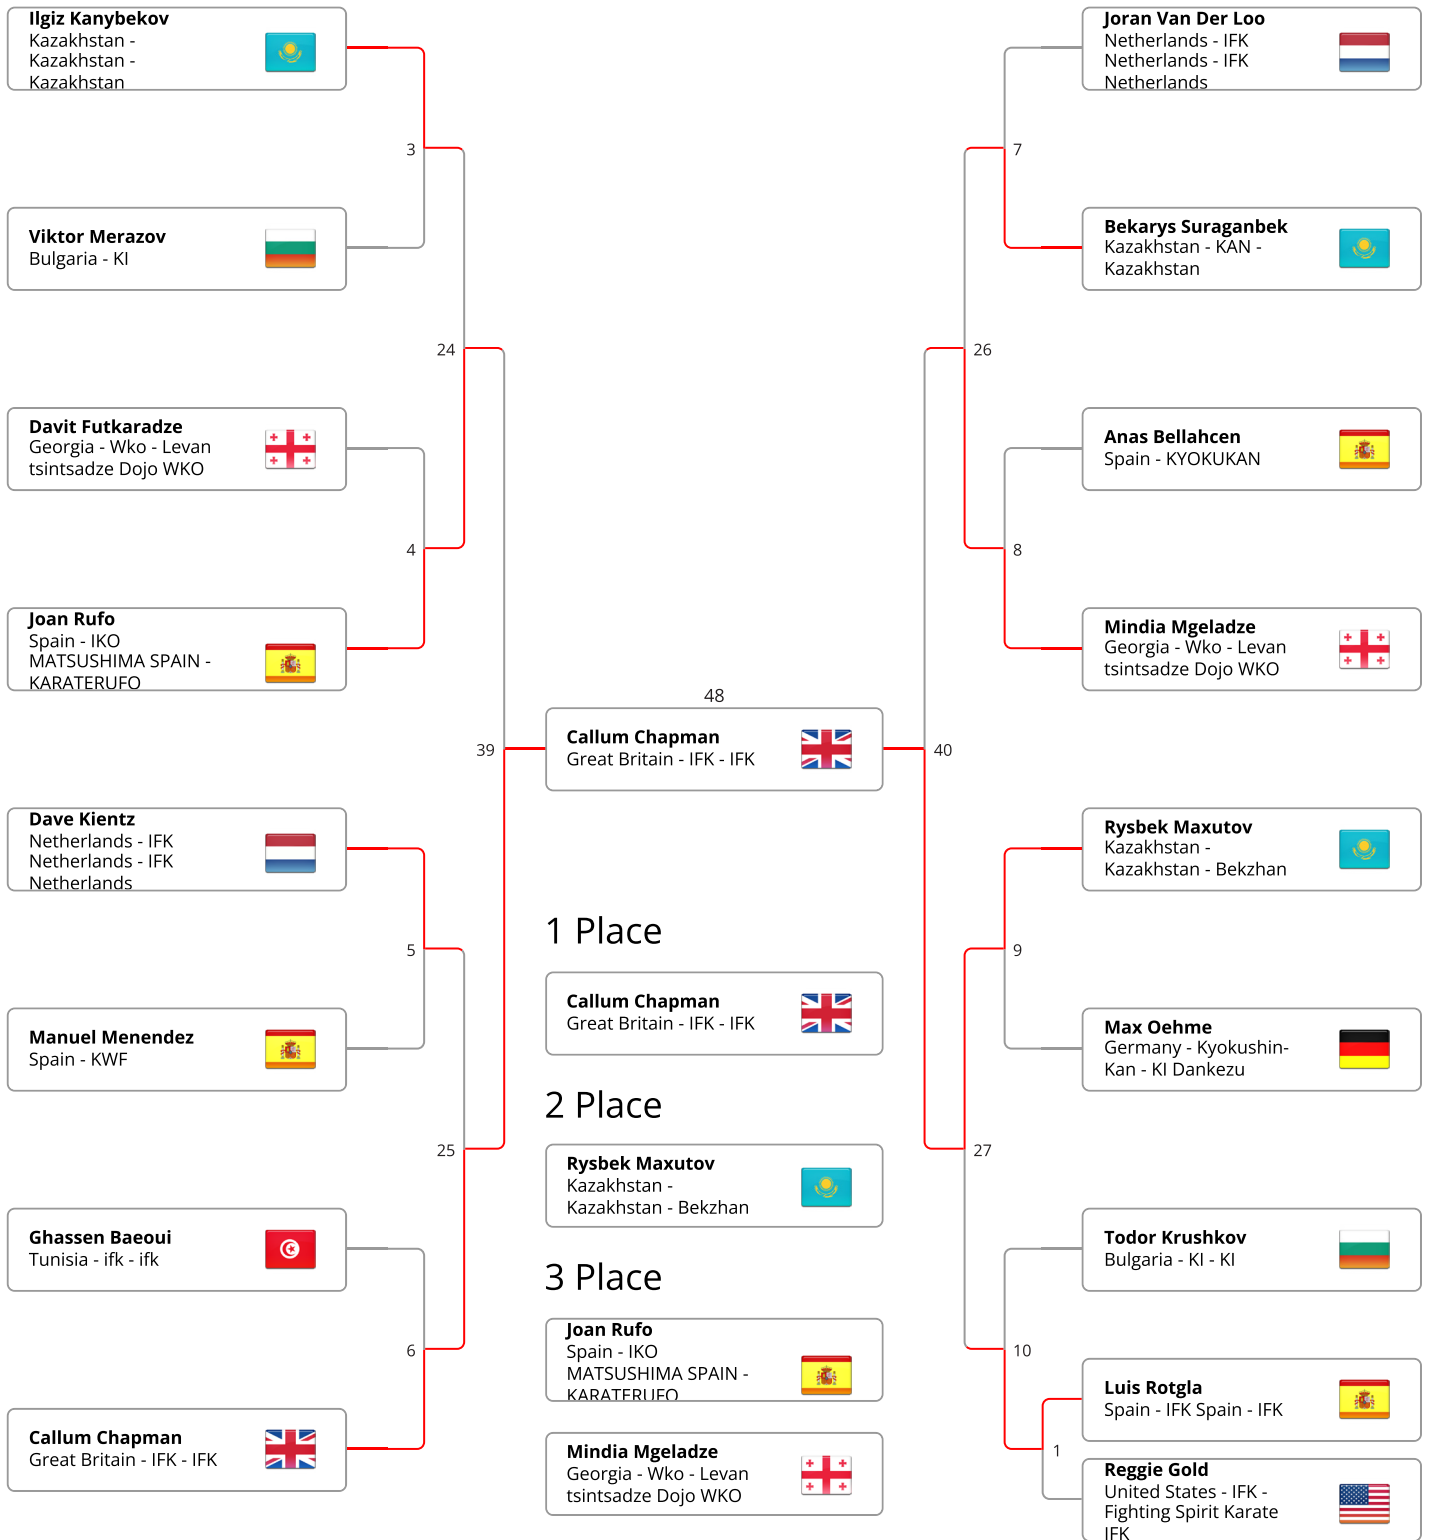 Ilgiz Kanybekov
Kazakhstan -
Kazakhstan -
Kazakhstan
3
Viktor Merazov
Bulgaria - KI
24
Davit Futkaradze
Georgia - Wko - Levan
tsintsadze Dojo WKO
4
Joan Rufo
Spain - IKO
MATSUSHIMA SPAIN -
KARATERUFO
39
Dave Kientz
Netherlands - IFK
Netherlands - IFK
Netherlands
5
Manuel Menendez
Spain - KWF
25
Ghassen Baeoui
Tunisia - ifk - ifk
6
Callum Chapman
Great Britain - IFK - IFK
48
Callum Chapman
Great Britain - IFK - IFK
1 Place
Callum Chapman
Great Britain - IFK - IFK
2 Place
Rysbek Maxutov
Kazakhstan -
Kazakhstan - Bekzhan
3 Place
Joan Rufo
Spain - IKO
MATSUSHIMA SPAIN -
KARATERUFO
Mindia Mgeladze
Georgia - Wko - Levan
tsintsadze Dojo WKO
Joran Van Der Loo
Netherlands - IFK
Netherlands - IFK
Netherlands
7
Bekarys Suraganbek
Kazakhstan - KAN -
Kazakhstan
26
Anas Bellahcen
Spain - KYOKUKAN
8
Mindia Mgeladze
Georgia - Wko - Levan
tsintsadze Dojo WKO
40
Rysbek Maxutov
Kazakhstan -
Kazakhstan - Bekzhan
9
Max Oehme
Germany - Kyokushin-
Kan - KI Dankezu
27
Todor Krushkov
Bulgaria - KI - KI
10
Luis Rotgla
Spain - IFK Spain - IFK
1
Reggie Gold
United States - IFK -
Fighting Spirit Karate
IFK